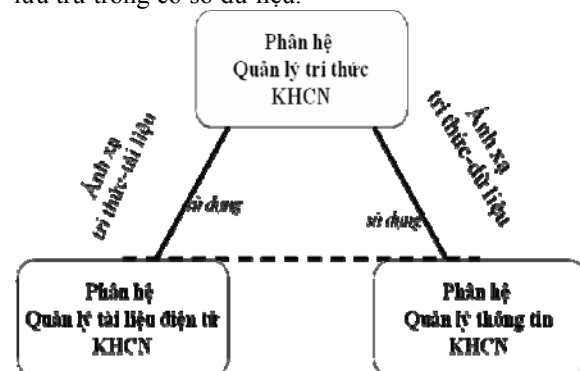 lưu trữ trong cơ sở dữ liệu.
Phân hệ
Quản lý tri thức
KHCN
Ánh xạ
tri thức-tài liệu
Ánh xạ
tri thức-dữ liệu
sử dụng
sử dụng
Phân hệ
Quản lý tài liệu điện tử
KHCN
Phân hệ
Quản lý thông tin
KHCN